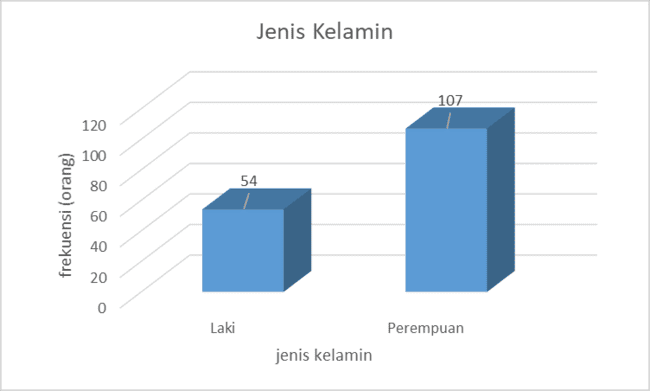 Jenis Kelamin
107
54
120
100
80
60
40
20
0
frekuensi (orang)
Laki
Perempuan
jenis kelamin